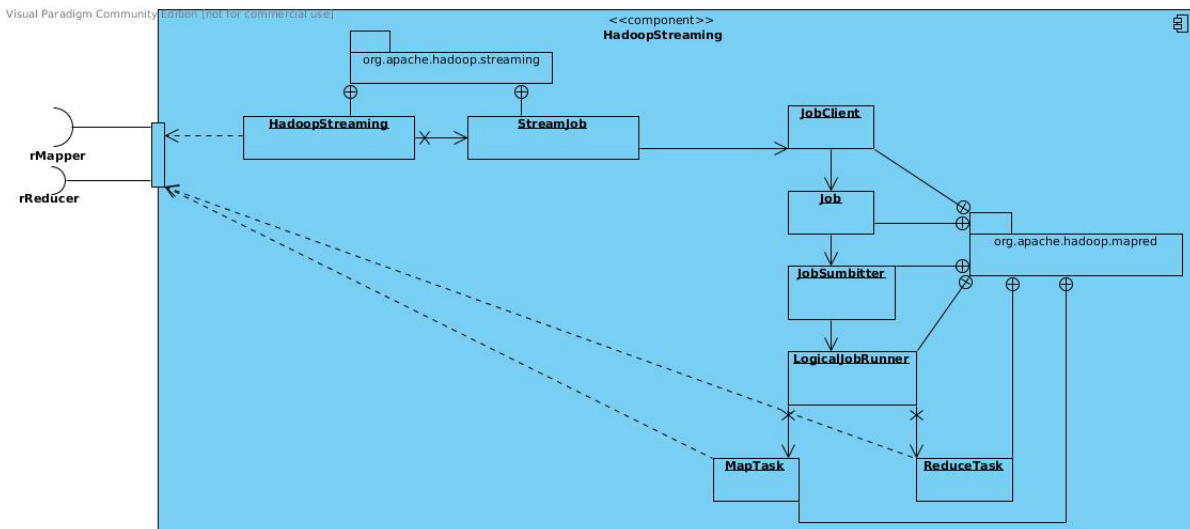 Visual Paradigm Community Edition [not for commercial use]
<<component>>
HadoopStreaming
org.apache.hadoop.streaming
HadoopStreaming
StreamJob
JobClient
rMapper
rReducer
Job
org.apache.hadoop.mapred
JobSumbitter
LogicalJobRunner
MapTask
ReduceTask